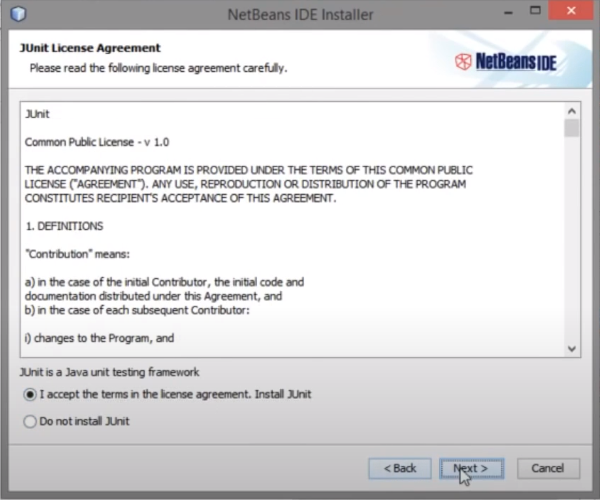 NetBeans IDE Installer
JUnit License Agreement
Please read the following license agreement carefully.
NetBeans IDE
JUnit
Common Public License - v 1.0
THE ACCOMPANYING PROGRAM IS PROVIDED UNDER THE TERMS OF THIS COMMON PUBLIC
LICENSE ("AGREEMENT"). ANY USE, REPRODUCTION OR DISTRIBUTION OF THE PROGRAM
CONSTITUTES RECIPIENT'S ACCEPTANCE OF THIS AGREEMENT.
1. DEFINITIONS
"Contribution" means:
a) in the case of the initial Contributor, the initial code and
documentation distributed under this Agreement, and
b) in the case of each subsequent Contributor:
i) changes to the Program, and
JUnit is a Java unit testing framework
I accept the terms in the license agreement. Install JUnit
Do not install JUnit
< Back Next > Cancel